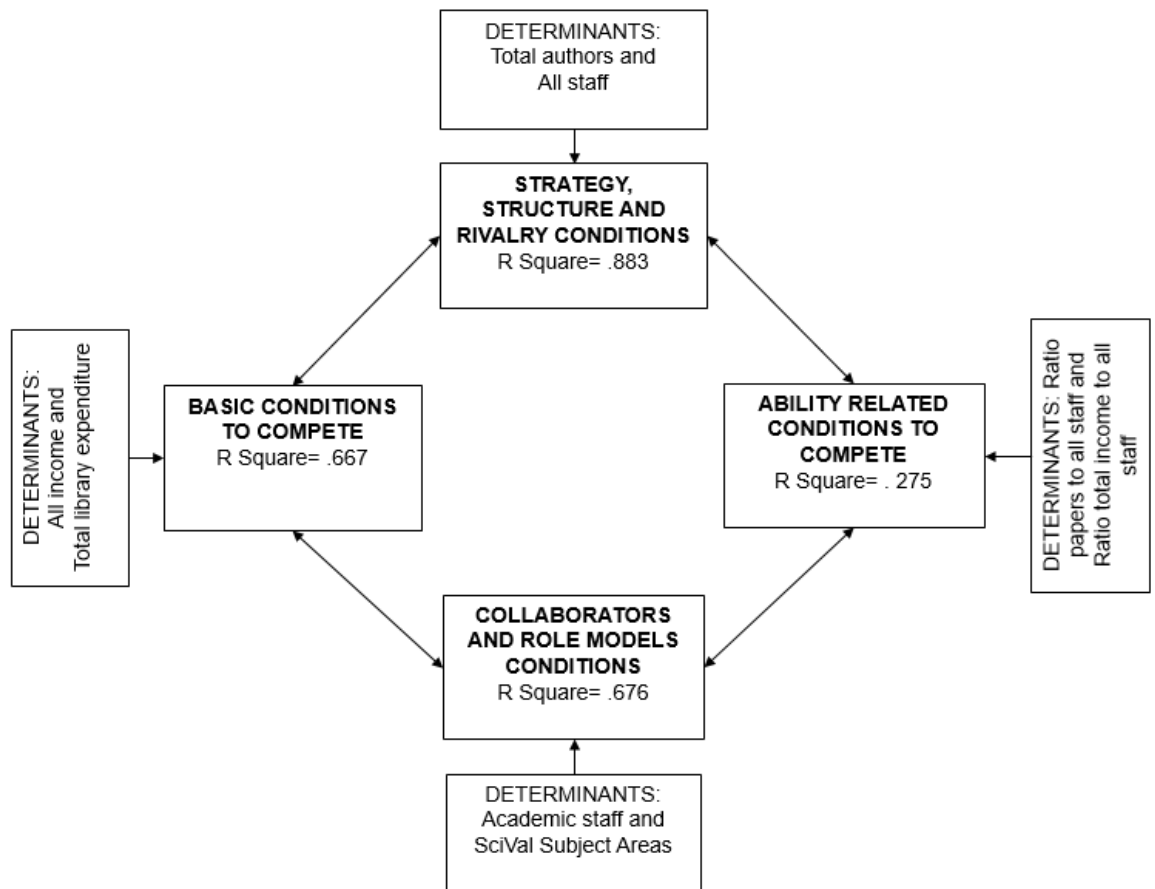 DETERMINANTS:
Total authors and
All staff
STRATEGY,
STRUCTURE AND
RIVALRY CONDITIONS
R Square= .883
DETERMINANTS:
All income and
Total library expenditure
BASIC CONDITIONS
TO COMPETE
R Square= .667
ABILITY RELATED
CONDITIONS TO
COMPETE
R Square= . 275
DETERMINANTS: Ratio
papers to all staff and
Ratio total income to all
staff
COLLABORATORS
AND ROLE MODELS
CONDITIONS
R Square= .676
DETERMINANTS:
Academic staff and
SciVal Subject Areas